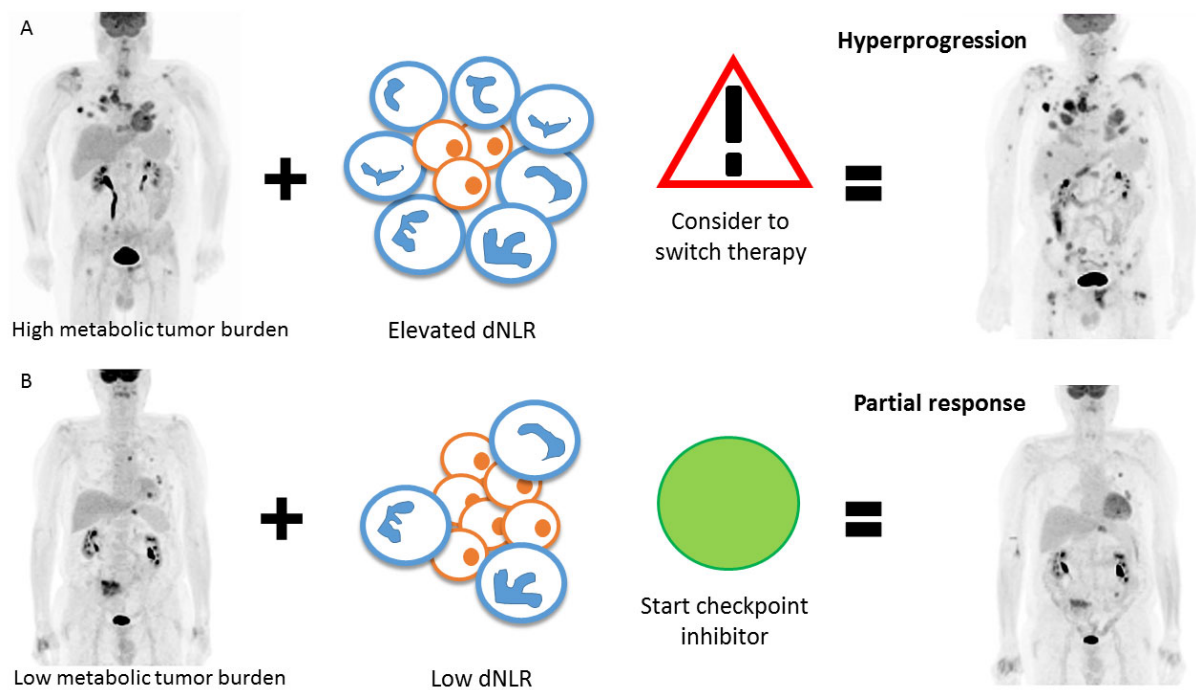 A
Hyperprogression
Consider to
switch therapy
High metabolic tumor burden
Elevated dNLR
B
Partial response
Start checkpoint
inhibitor
Low metabolic tumor burden
Low dNLR